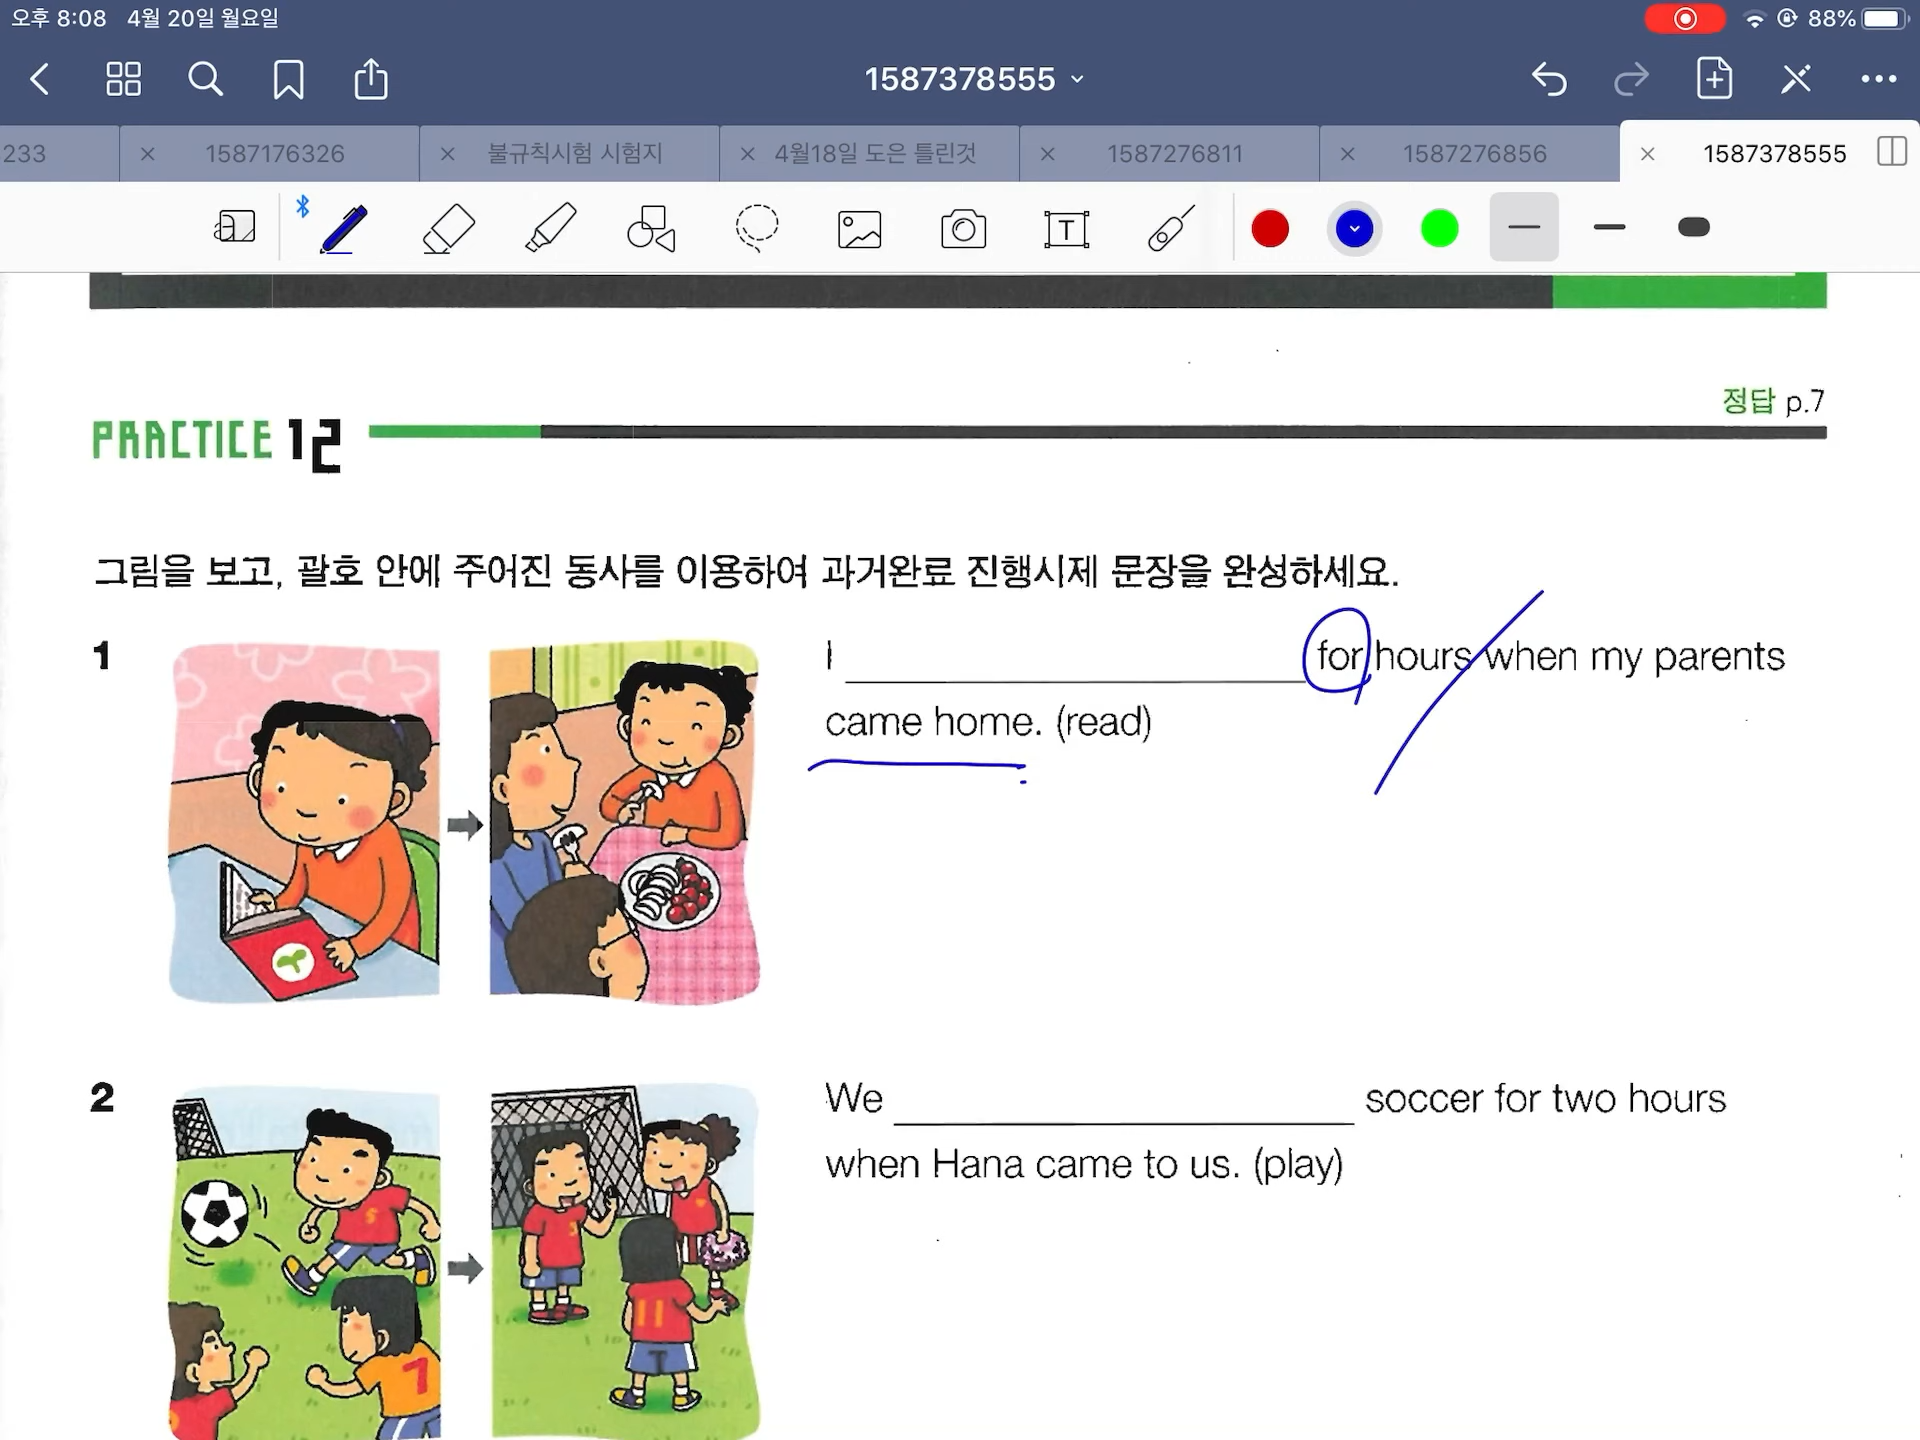 오후 8:08 4월 20일 월요일 88%
1587378555
233 1587176326 불규칙시험 시험지 4월18일 도은 틀린것 1587276811 1587276856 1587378555
정답 p.7
PRACTICE 12
그림을 보고, 괄호 안에 주어진 동사를 이용하여 과거완료 진행시제 문장을 완성하세요.
1 I ____ for hours when my parents
came home. (read)
2 We ____ soccer for two hours
when Hana came to us. (play)
11
7